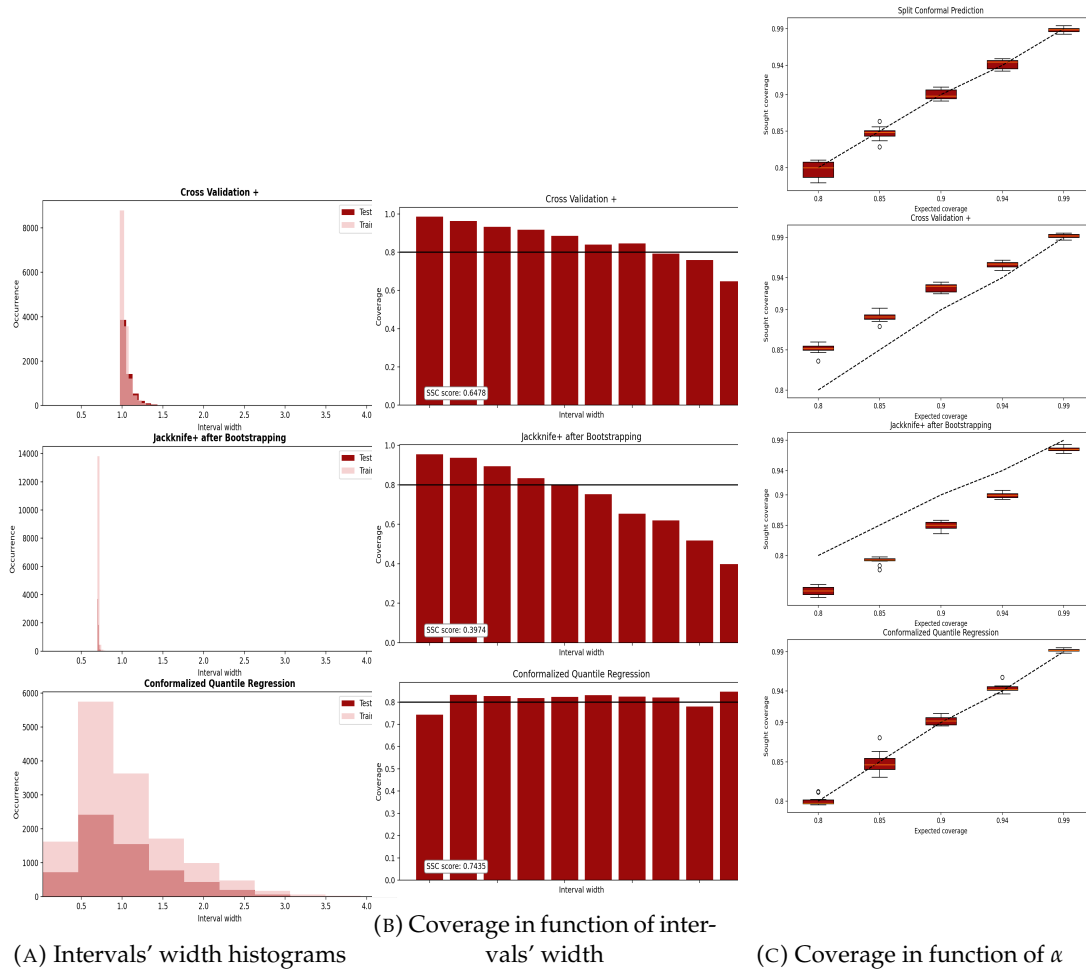 Cross Validation +
Test
Trai
8000
6000
4000
2000
0
Occurrence
0.5 1.0 1.5 2.0 2.5 3.0 3.5 4.0
Interval width
Jackknife+ after Bootstrapping
Test
Trai
14000
12000
10000
8000
6000
4000
2000
0
Occurrence
0.5 1.0 1.5 2.0 2.5 3.0 3.5 4.0
Interval width
Conformalized Quantile Regression
Test
Trai
6000
5000
4000
3000
2000
1000
0
Occurrence
0.5 1.0 1.5 2.0 2.5 3.0 3.5 4.0
Interval width
(A) Intervals’ width histograms
Cross Validation +
1.0
0.8
0.6
0.4
0.2
0.0
Coverage
SSC score: 0.6478
Interval width
Jackknife+ after Bootstrapping
1.0
0.8
0.6
0.4
0.2
0.0
Coverage
SSC score: 0.3974
Interval width
Conformalized Quantile Regression
0.8
0.7
0.6
0.5
0.4
0.3
0.2
0.1
0.0
Coverage
SSC score: 0.7435
Interval width
(B) Coverage in function of inter-
vals’ width
Split Conformal Prediction
0.99
0.94
0.9
0.85
0.8
Sought coverage
0.8 0.85 0.9 0.94 0.99
Expected coverage
Cross Validation +
0.99
0.94
0.9
0.85
0.8
Sought coverage
0.8 0.85 0.9 0.94 0.99
Expected coverage
Jackknife+ after Bootstrapping
0.99
0.94
0.9
0.85
0.8
Sought coverage
0.8 0.85 0.9 0.94 0.99
Expected coverage
Conformalized Quantile Regression
0.99
0.94
0.9
0.85
0.8
Sought coverage
0.8 0.85 0.9 0.94 0.99
Expected coverage
(C) Coverage in function of α